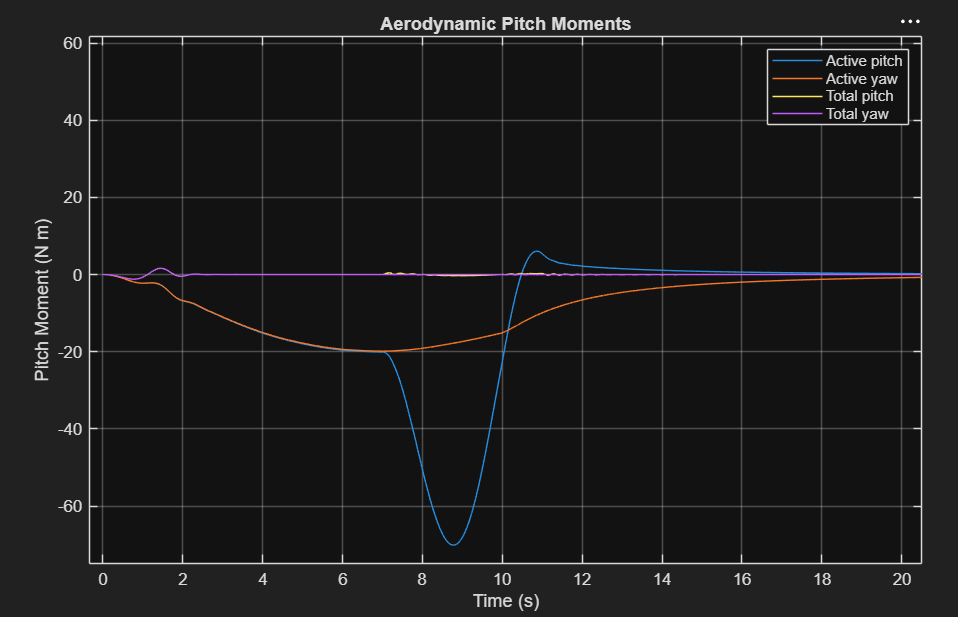 Aerodynamic Pitch Moments
60
40
20
0
-20
-40
-60
Pitch Moment (N m)
Active pitch
Active yaw
Total pitch
Total yaw
0 2 4 6 8 10 12 14 16 18 20
Time (s)